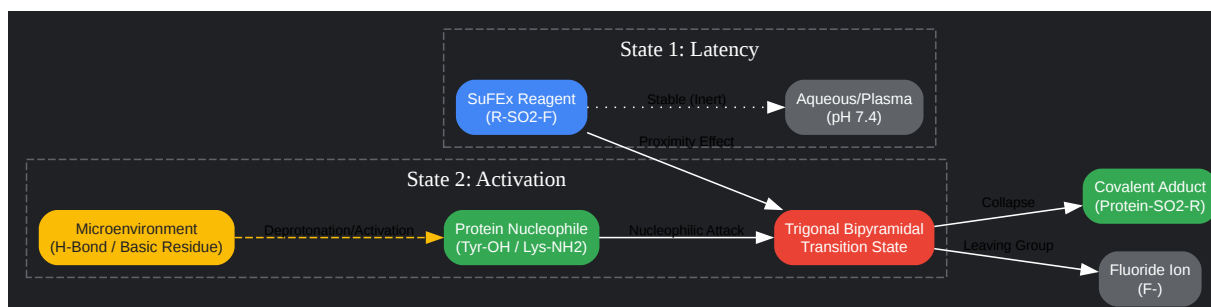 State 1: Latency
SuFEx Reagent
(R-SO2-F)
Stable (Inert)
Aqueous/Plasma
(pH 7.4)
Proximity Effect
State 2: Activation
Microenvironment
(H-Bond / Basic Residue)
Deprotonation/Activation
Protein Nucleophile
(Tyr-OH / Lys-NH2)
Nucleophilic Attack
Trigonal Bipyramidal
Transition State
Collapse
Covalent Adduct
(Protein-SO2-R)
Leaving Group
Fluoride Ion
(F-)